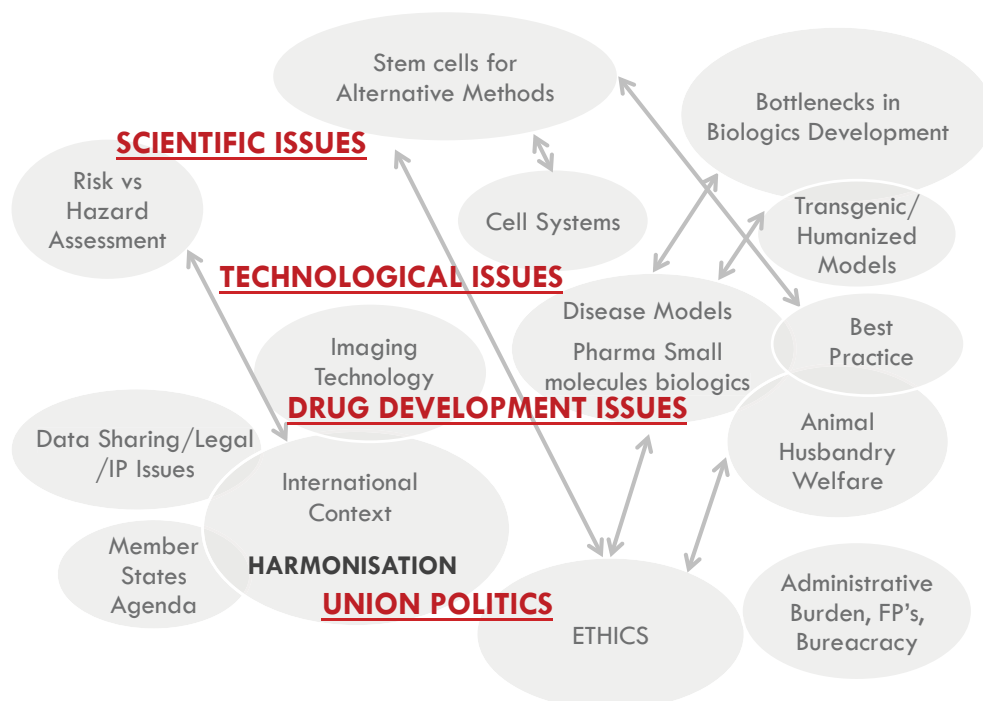 Stem cells for
Alternative Methods
Bottlenecks in
Biologics Development
SCIENTIFIC ISSUES
Risk vs
Hazard
Assessment
Cell Systems
Transgenic/
Humanized
Models
TECHNOLOGICAL ISSUES
Disease Models
Pharma Small
molecules biologics
Best
Practice
Imaging
Technology
DRUG DEVELOPMENT ISSUES
Data Sharing/Legal
/IP Issues
Animal
Husbandry
Welfare
International
Context
Member
States
Agenda
HARMONISATION
UNION POLITICS
ETHICS
Administrative
Burden, FP's,
Bureacracy